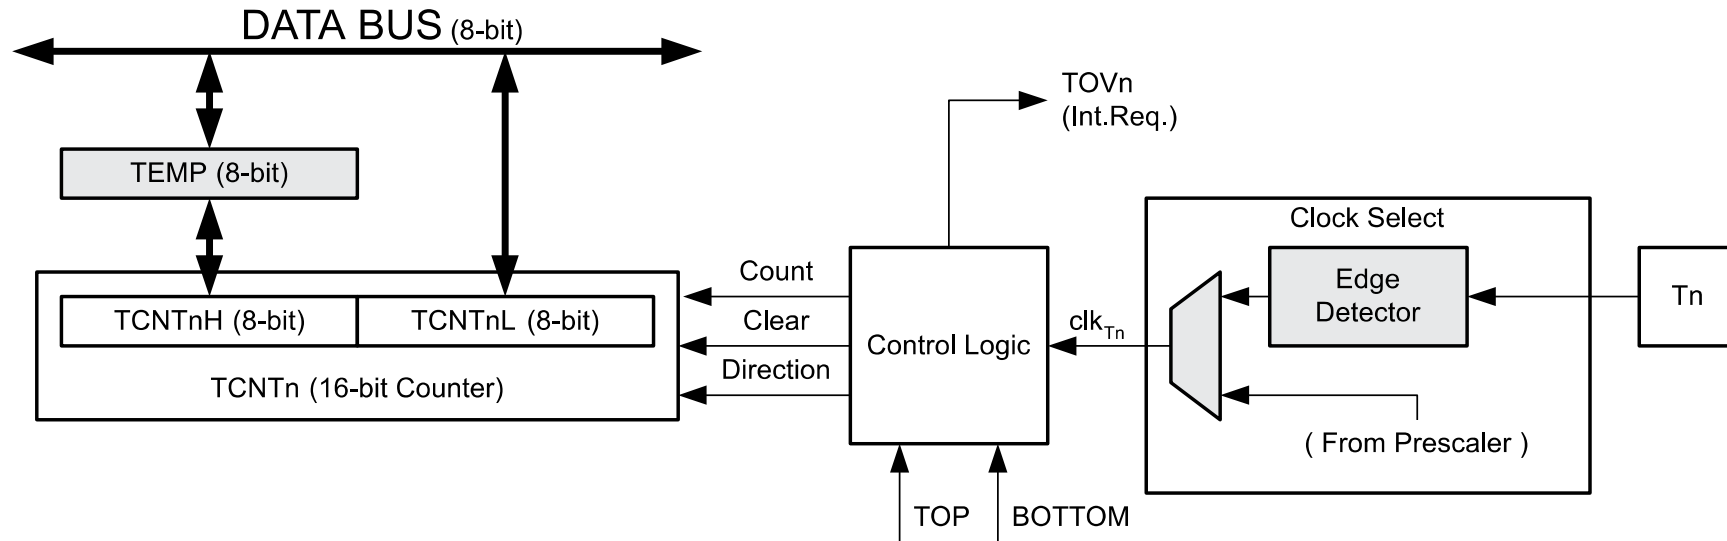 DATA BUS (8-bit)
TOVn
(Int.Req.)
TEMP (8-bit)
Clock Select
Count
Edge
Detector
Tn
TCNTnH (8-bit)
TCNTnL (8-bit)
Clear
clkTn
Control Logic
Direction
TCNTn (16-bit Counter)
( From Prescaler )
TOP
BOTTOM